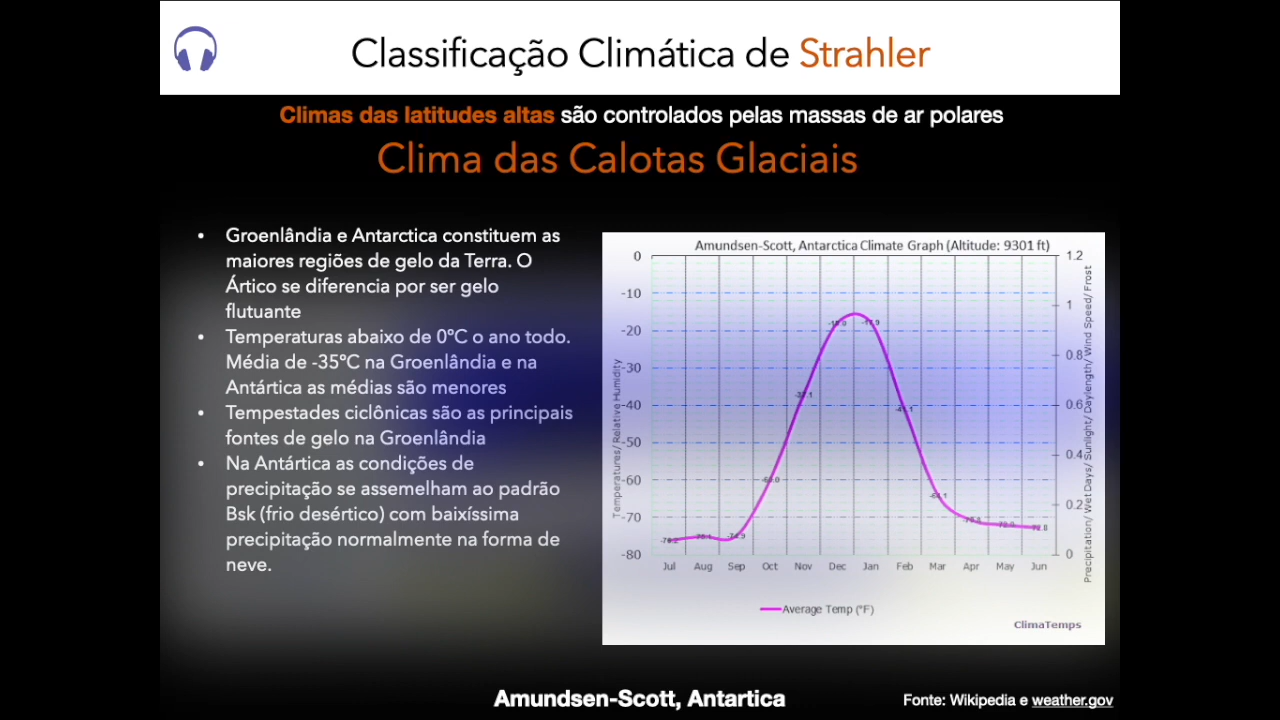 Classificação Climática de Strahler
Climas das latitudes altas são controlados pelas massas de ar polares
Clima das Calotas Glaciais
• Groenlândia e Antarctica constituem as
maiores regiões de gelo da Terra. O
Ártico se diferencia por ser gelo
flutuante
• Temperaturas abaixo de 0ºC o ano todo.
Média de -35ºC na Groenlândia e na
Antártica as médias são menores
• Tempestades ciclônicas são as principais
fontes de gelo na Groenlândia
• Na Antártica as condições de
precipitação se assemelham ao padrão
Bsk (frio desértico) com baixíssima
precipitação normalmente na forma de
neve.
Amundsen-Scott, Antarctica Climate Graph (Altitude: 9301 ft)
Temperatures/ Relative Humidity
0
-10
-20
-30
-40
-50
-60
-70
-80
1.2
1
0.8
0.6
0.4
0.2
0
Precipitation/ Wet Days/ Sunlight/ Daylength/ Wind Speed/ Frost
-17.9
-41.1
Jul Aug Sep Oct Nov Dec Jan Feb Mar Apr May Jun
Average Temp (°F)
ClimaTemps
Amundsen-Scott, Antartica
Fonte: Wikipedia e weather.gov